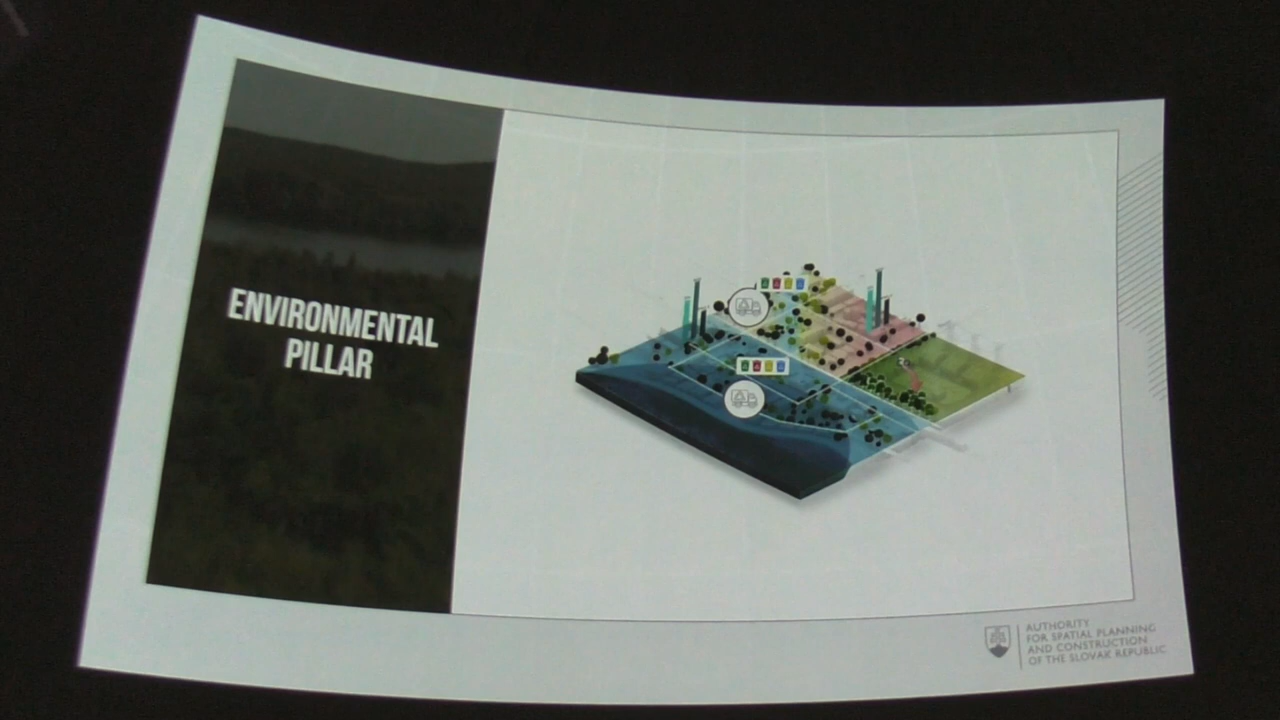 ENVIRONMENTAL
PILLAR
AUTHORITY
FOR SPATIAL PLANNING
AND CONSTRUCTION
OF THE SLOVAK REPUBLIC